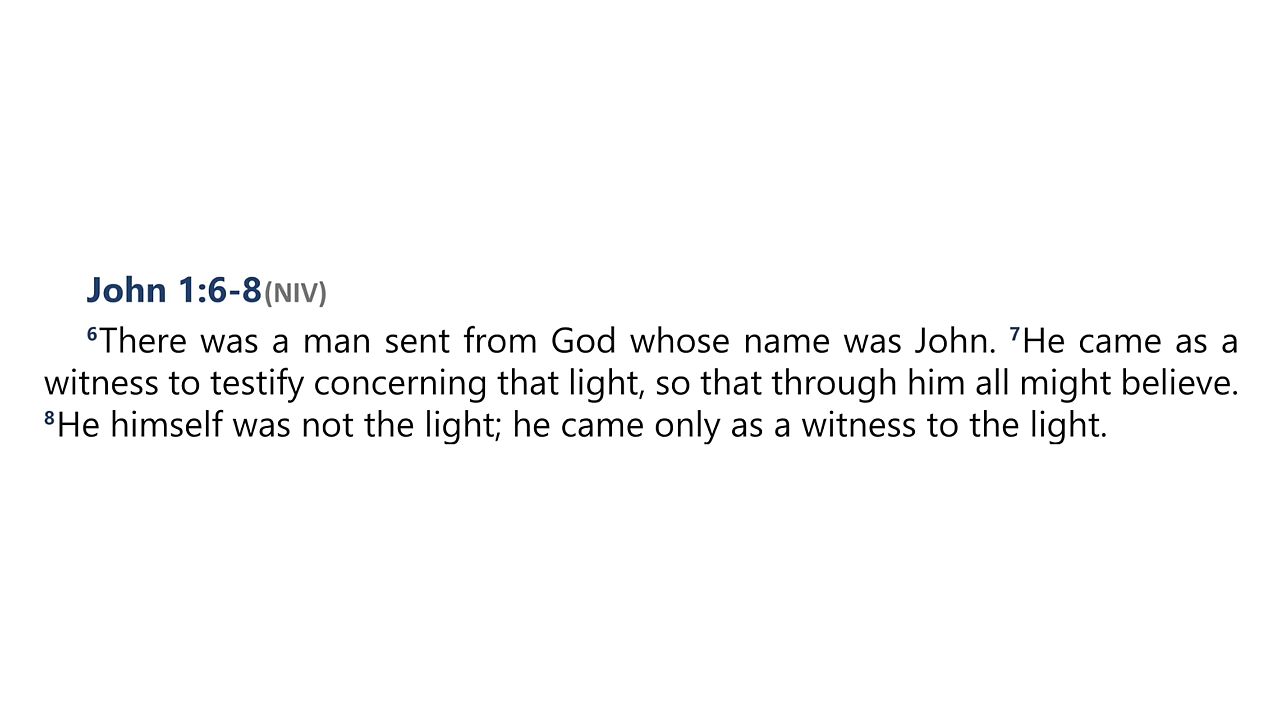 John 1:6-8(NIV)
⁶There was a man sent from God whose name was John. ⁷He came as a
witness to testify concerning that light, so that through him all might believe.
⁸He himself was not the light; he came only as a witness to the light.